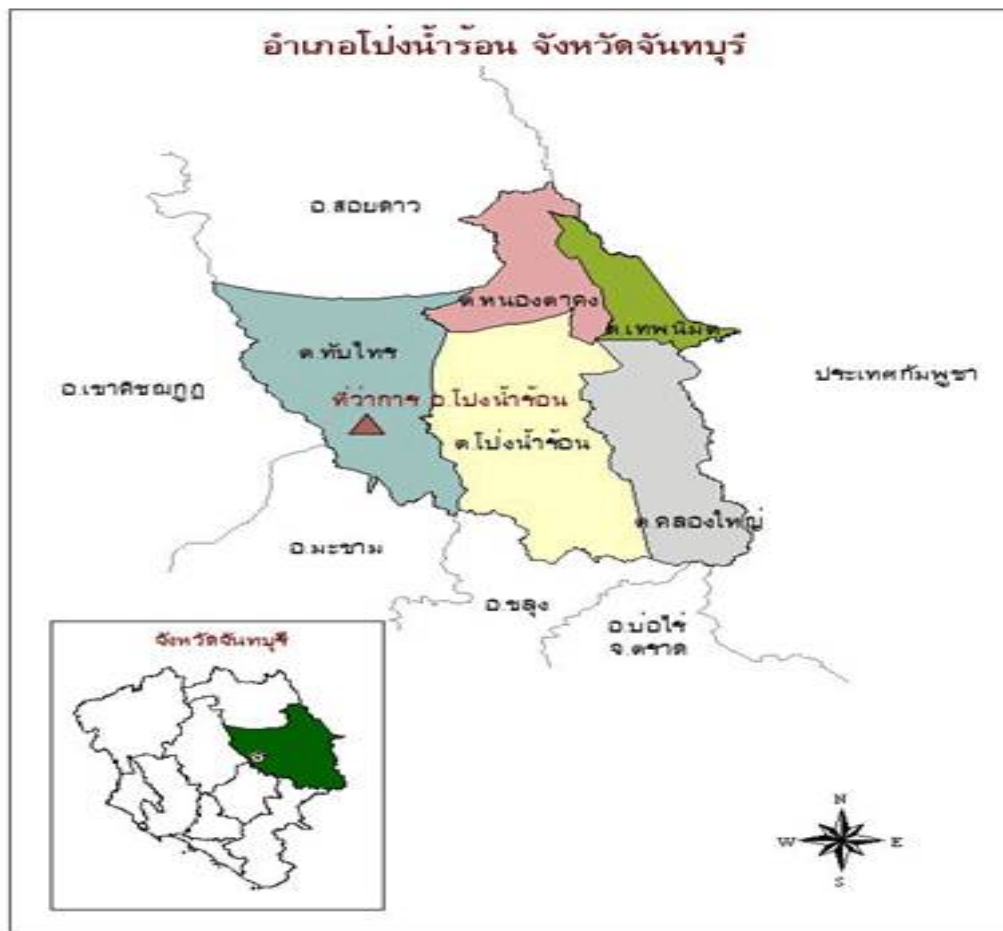 อำเภอโป่งน้ำร้อน จังหวัดจันทบุรี
อ.สอยดาว
ต.หนองตาคง
ต.เทพนิมิต
ต.ทับไทร
ประเทศกัมพูชา
อ.เขาคิชฌกูฏ
ที่ว่าการ อ.โป่งน้ำร้อน
ต.โป่งน้ำร้อน
ต.คลองใหญ่
อ.มะขาม
อ.ขลุง
อ.บ่อไร่
จ.ตราด
จังหวัดจันทบุรี
N
W E
S